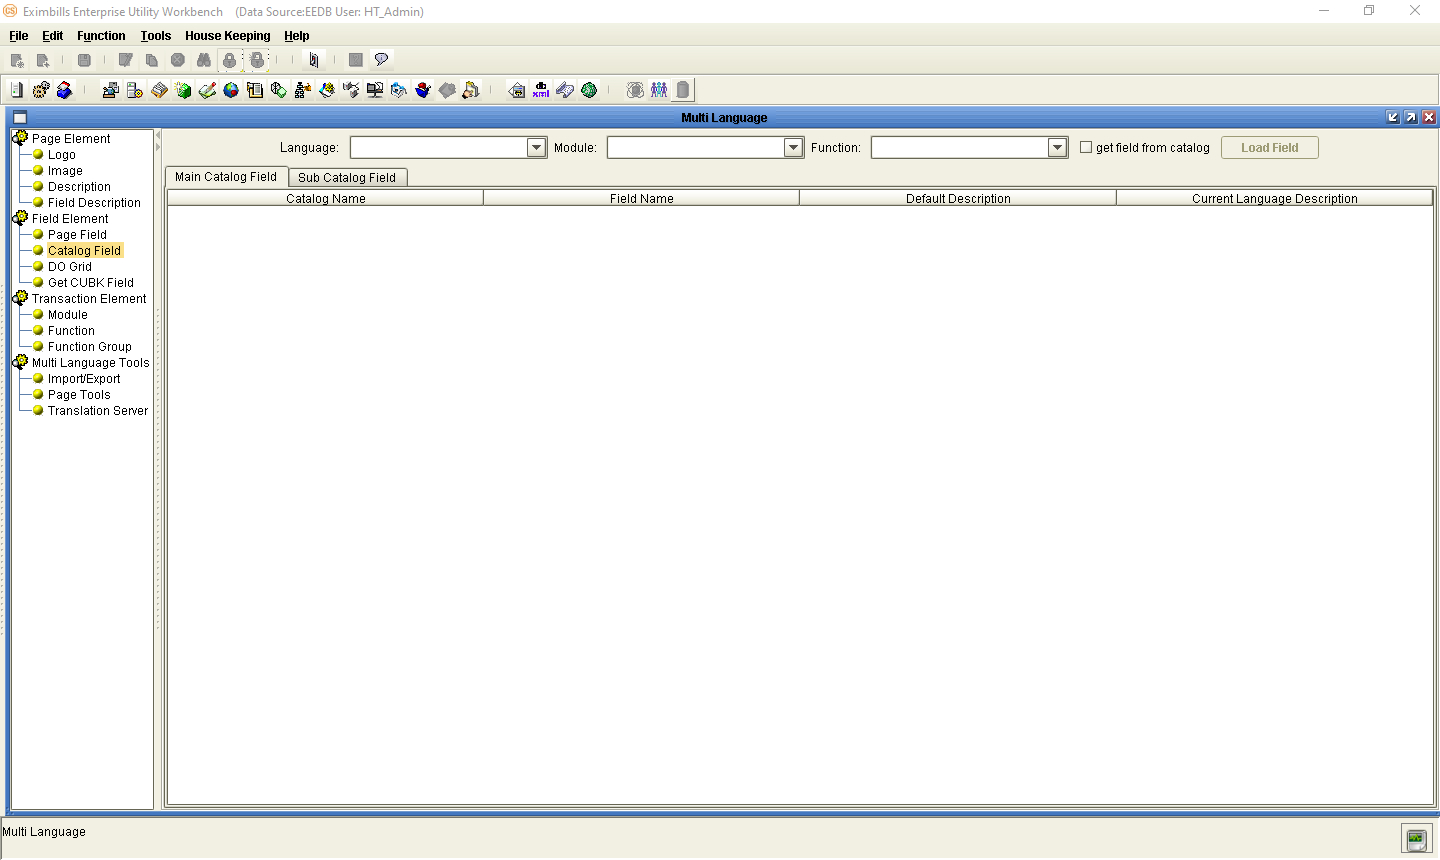 Eximbills Enterprise Utility Workbench (Data Source:EEDB User: HT_Admin)
File Edit Function Tools House Keeping Help
db
xml
Multi Language
Page Element
Logo
Image
Description
Field Description
Field Element
Page Field
Catalog Field
DO Grid
Get CUBK Field
Transaction Element
Module
Function
Function Group
Multi Language Tools
Import/Export
Page Tools
Translation Server
Language: Module: Function: get field from catalog Load Field
Main Catalog Field Sub Catalog Field
Catalog Name Field Name Default Description Current Language Description
Multi Language